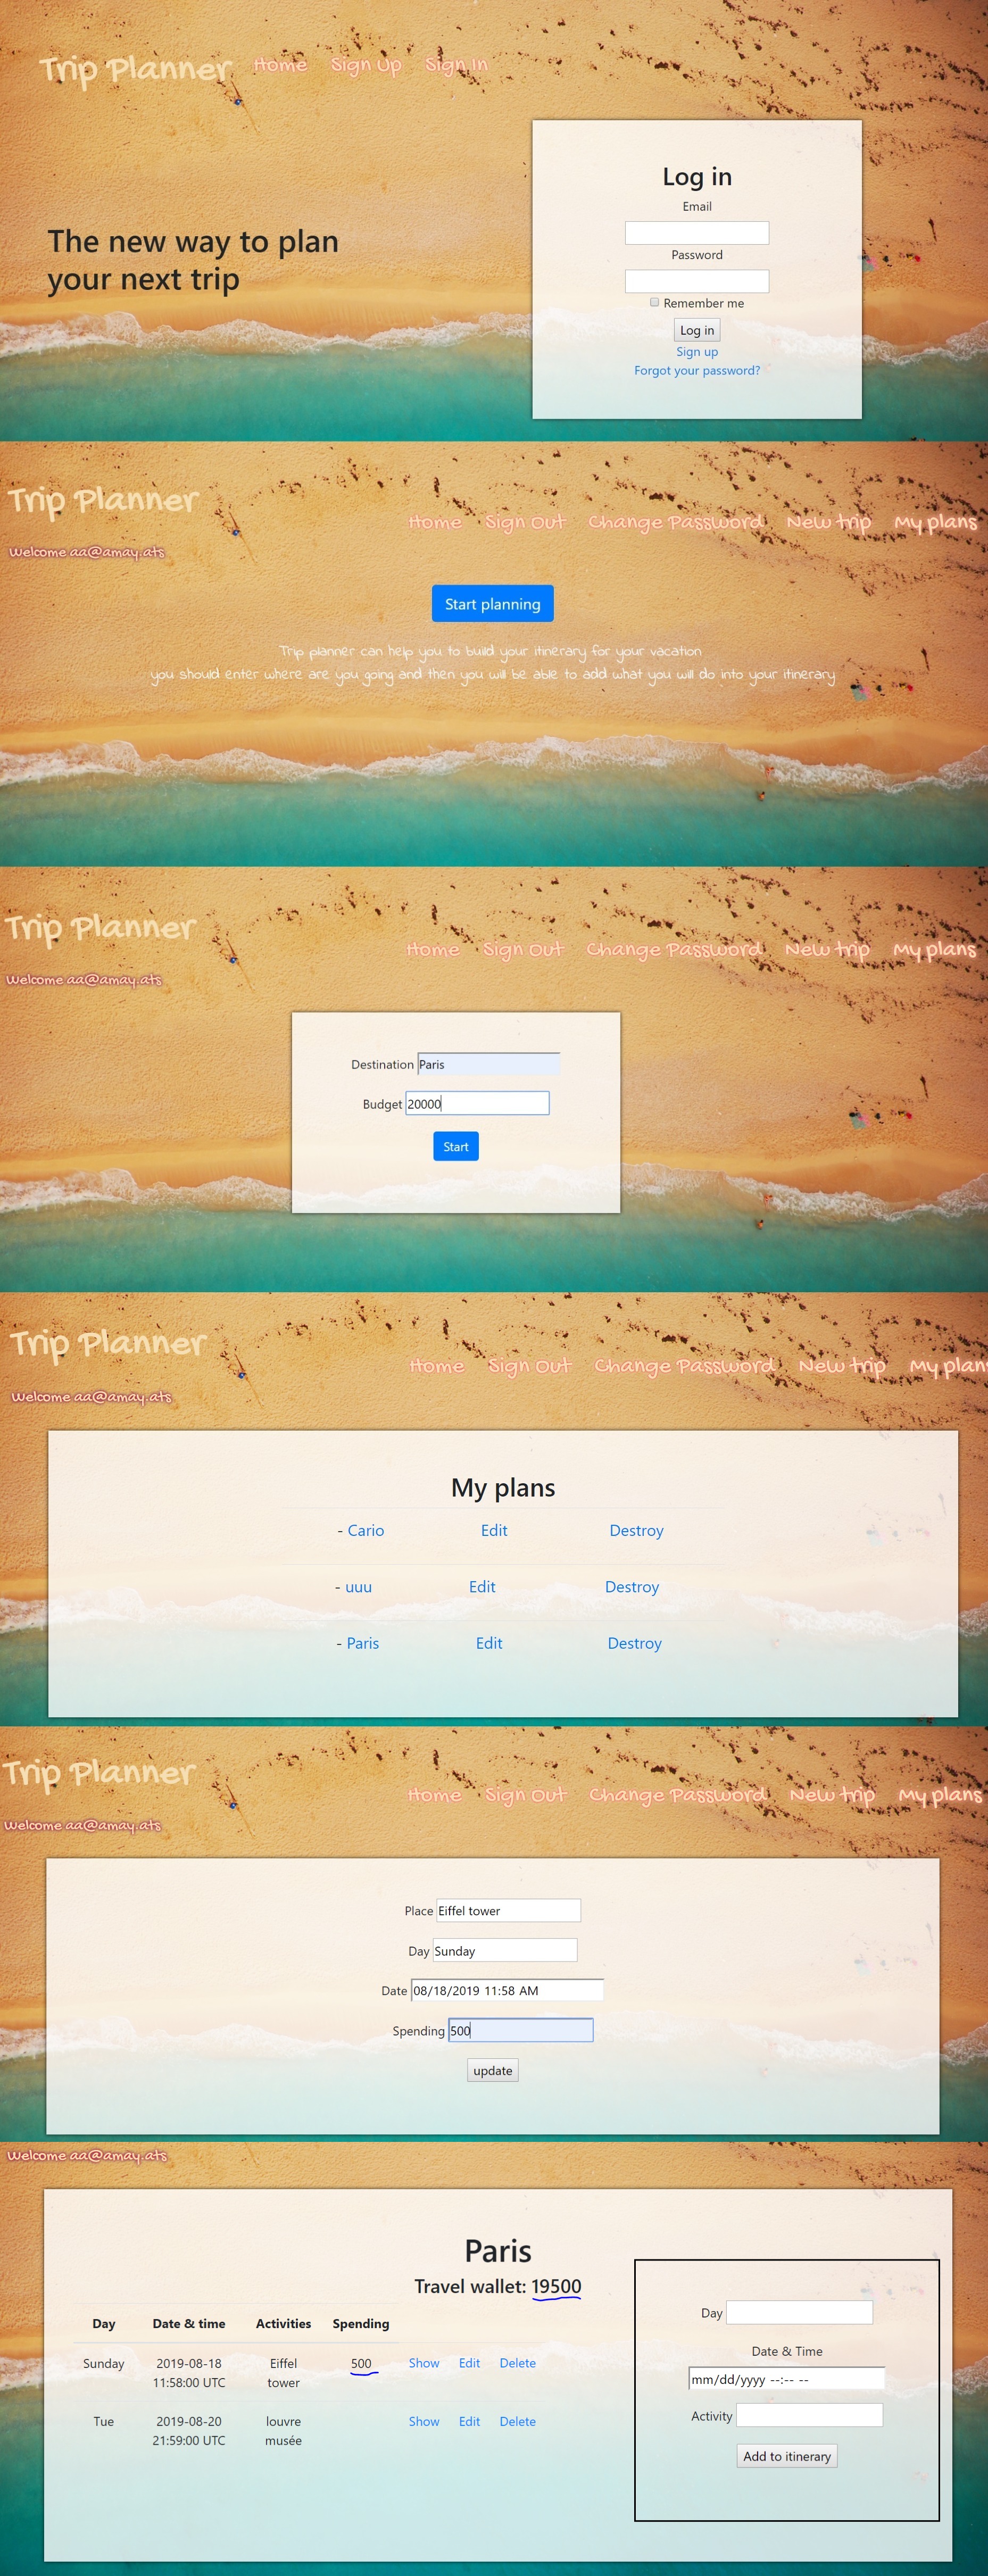 Trip Planner Home Sign Up Sign In
The new way to plan
your next trip
Log in
Email
Password
Remember me
Log in
Sign up
Forgot your password?
Trip Planner
Home Sign Out Change Password New trip My plans
Welcome aa@amay.ats
Start planning
Trip planner can help you to build your itinerary for your vacation
you should enter where are you going and then you will be able to add what you will do into your itinerary
Trip Planner
Home Sign Out Change Password New trip My plans
Welcome aa@amay.ats
Destination Paris
Budget 20000
Start
Trip Planner
Home Sign Out Change Password New trip My plans
Welcome aa@amay.ats
My plans
- Cario Edit Destroy
- uuu Edit Destroy
- Paris Edit Destroy
Trip Planner
Home Sign Out Change Password New trip My plans
Welcome aa@amay.ats
Place Eiffel tower
Day Sunday
Date 08/18/2019 11:58 AM
Spending 500
update
Welcome aa@amay.ats
Paris
Travel wallet: 19500
Day Date & time Activities Spending
Sunday 2019-08-18 Eiffel 500 Show Edit Delete
11:58:00 UTC tower
Tue 2019-08-20 louvre Show Edit Delete
21:59:00 UTC musée
Day
Date & Time
mm/dd/yyyy --:-- --
Activity
Add to itinerary